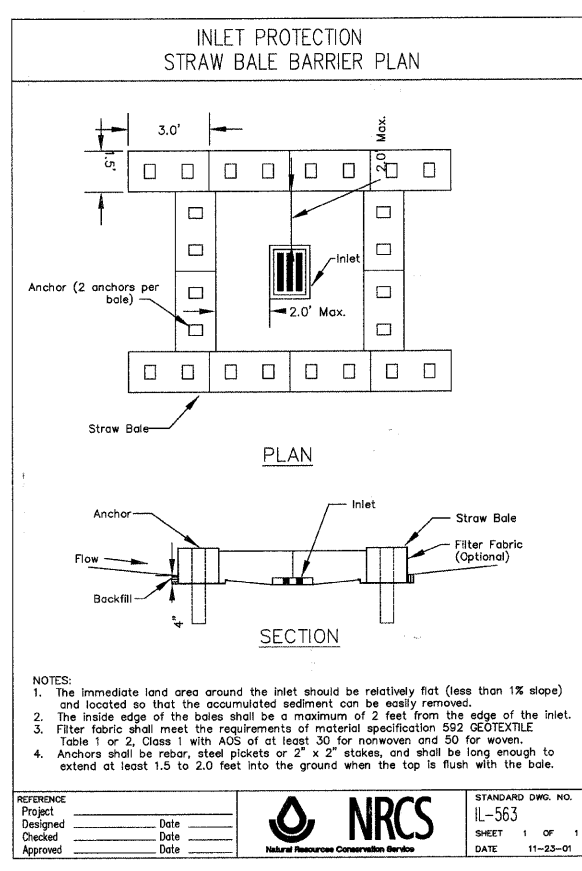 INLET PROTECTION
STRAW BALE BARRIER PLAN
3.0'
1.5'
2.0' Max.
Inlet
Anchor (2 anchors per
bale)
2.0' Max.
Straw Bale
PLAN
Anchor
Inlet
Straw Bale
Flow
Filter Fabric
(Optional)
Backfill
4"
SECTION
NOTES:
1. The immediate land area around the inlet should be relatively flat (less than 1% slope)
and located so that the accumulated sediment can be easily removed.
2. The inside edge of the bales shall be a maximum of 2 feet from the edge of the inlet.
3. Filter fabric shall meet the requirements of material specification 592 GEOTEXTILE
Table 1 or 2, Class 1 with AOS of at least 30 for nonwoven and 50 for woven.
4. Anchors shall be rebar, steel pickets or 2" x 2" stakes, and shall be long enough to
extend at least 1.5 to 2.0 feet into the ground when the top is flush with the bale.
REFERENCE
Project
Designed Date
Checked Date
Approved Date
NRCS
Natural Resources Conservation Service
STANDARD DWG. NO.
IL-563
SHEET 1 OF 1
DATE 11-23-01